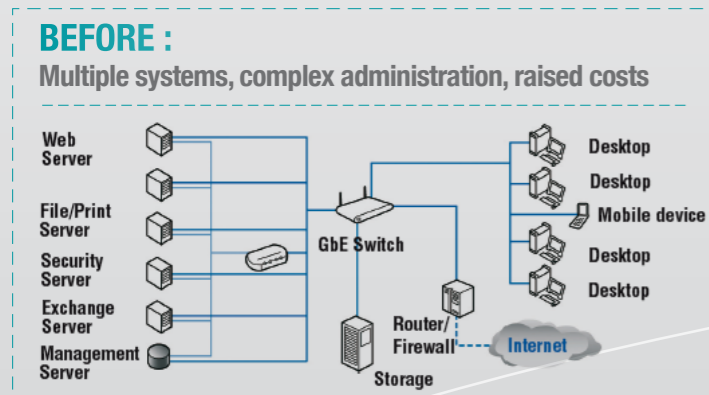 BEFORE :
Multiple systems, complex administration, raised costs
Web
Server
File/Print
Server
Security
Server
Exchange
Server
Management
Server
GbE Switch
Router/
Firewall
Storage
Internet
Desktop
Desktop
Mobile device
Desktop
Desktop